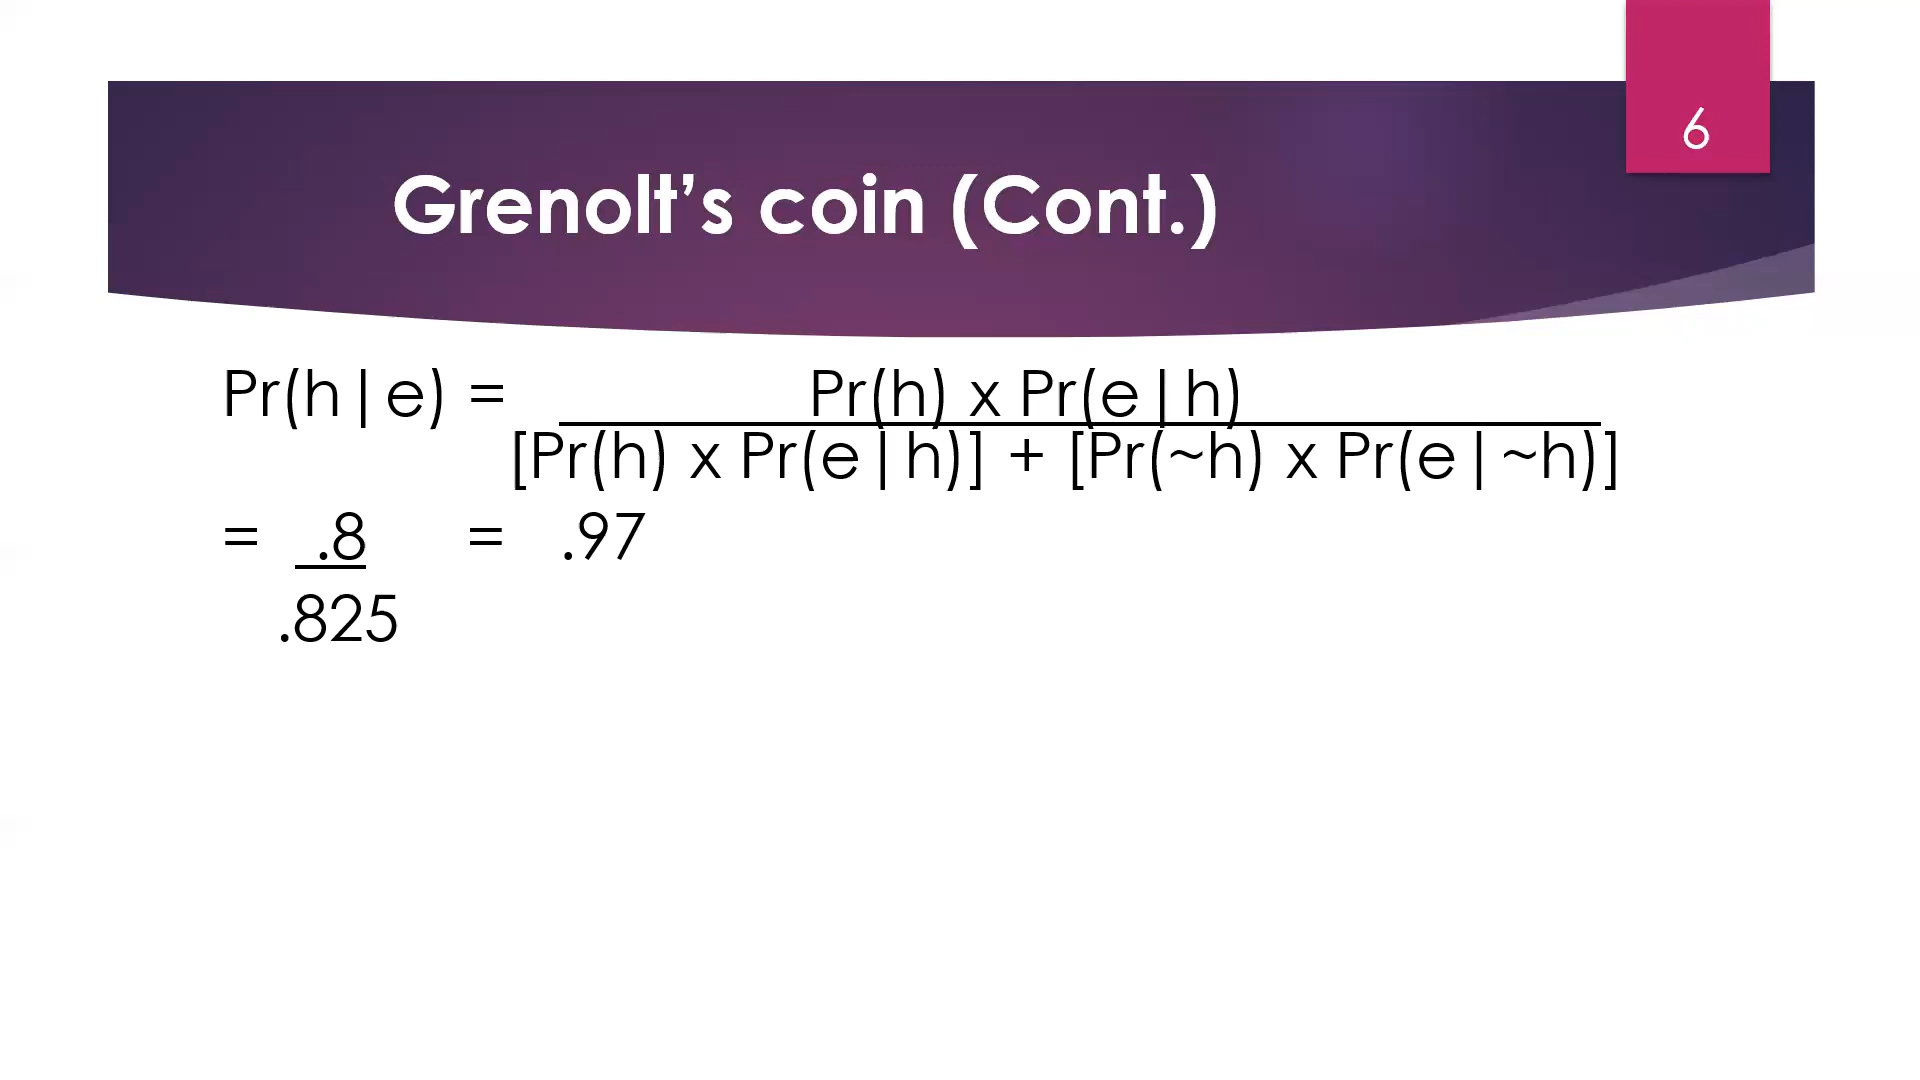 6
Grenolt’s coin (Cont.)
Pr(h|e) = Pr(h) x Pr(e|h)
[Pr(h) x Pr(e|h)] + [Pr(~h) x Pr(e|~h)]
= .8 = .97
.825